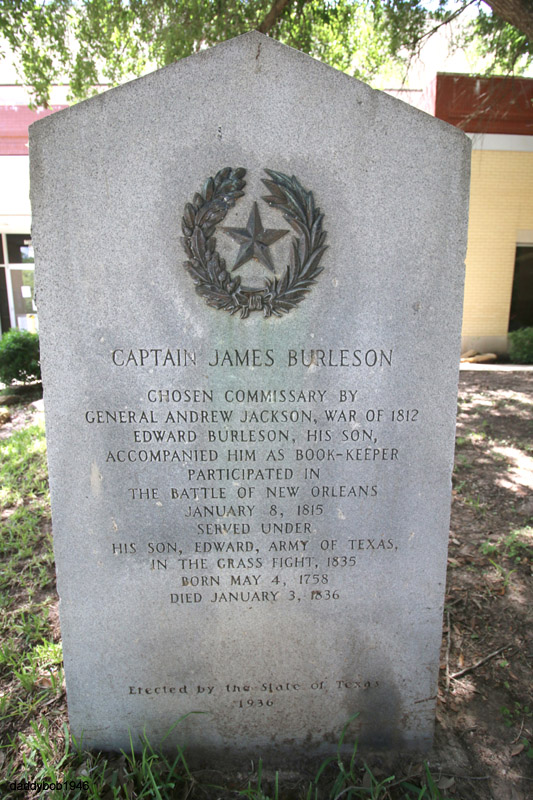 CAPTAIN JAMES BURLESON
CHOSEN COMMISSARY BY
GENERAL ANDREW JACKSON, WAR OF 1812
EDWARD BURLESON, HIS SON,
ACCOMPANIED HIM AS BOOK-KEEPER
PARTICIPATED IN
THE BATTLE OF NEW ORLEANS
JANUARY 8, 1815
SERVED UNDER
HIS SON, EDWARD, ARMY OF TEXAS,
IN THE GRASS FIGHT, 1835
BORN MAY 4, 1758
DIED JANUARY 3, 1836
Erected by the State of Texas
1936
daddybob1946